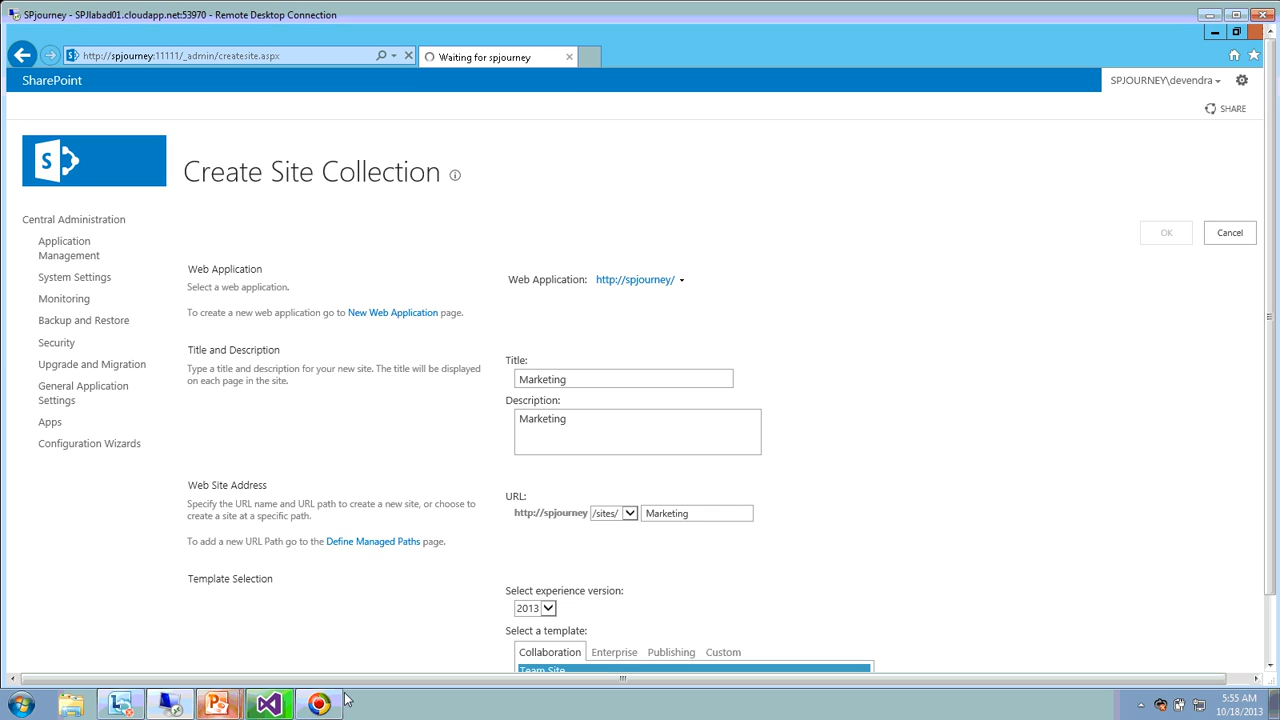 SPjourney - SPJlabad01.cloudapp.net:53970 - Remote Desktop Connection
http://spjourney:11111/_admin/createsite.aspx
Waiting for spjourney
SharePoint
SPJOURNEY\devendra
SHARE
Create Site Collection
Central Administration
Application
Management
System Settings
Monitoring
Backup and Restore
Security
Upgrade and Migration
General Application
Settings
Apps
Configuration Wizards
OK
Cancel
Web Application
Select a web application.
To create a new web application go to New Web Application page.
Web Application: http://spjourney/
Title and Description
Type a title and description for your new site. The title will be displayed
on each page in the site.
Title:
Marketing
Description:
Marketing
Web Site Address
Specify the URL name and URL path to create a new site, or choose to
create a site at a specific path.
To add a new URL Path go to the Define Managed Paths page.
URL:
http://spjourney /sites/ Marketing
Template Selection
Select experience version:
2013
Select a template:
Collaboration Enterprise Publishing Custom
Team Site
5:55 AM
10/18/2013